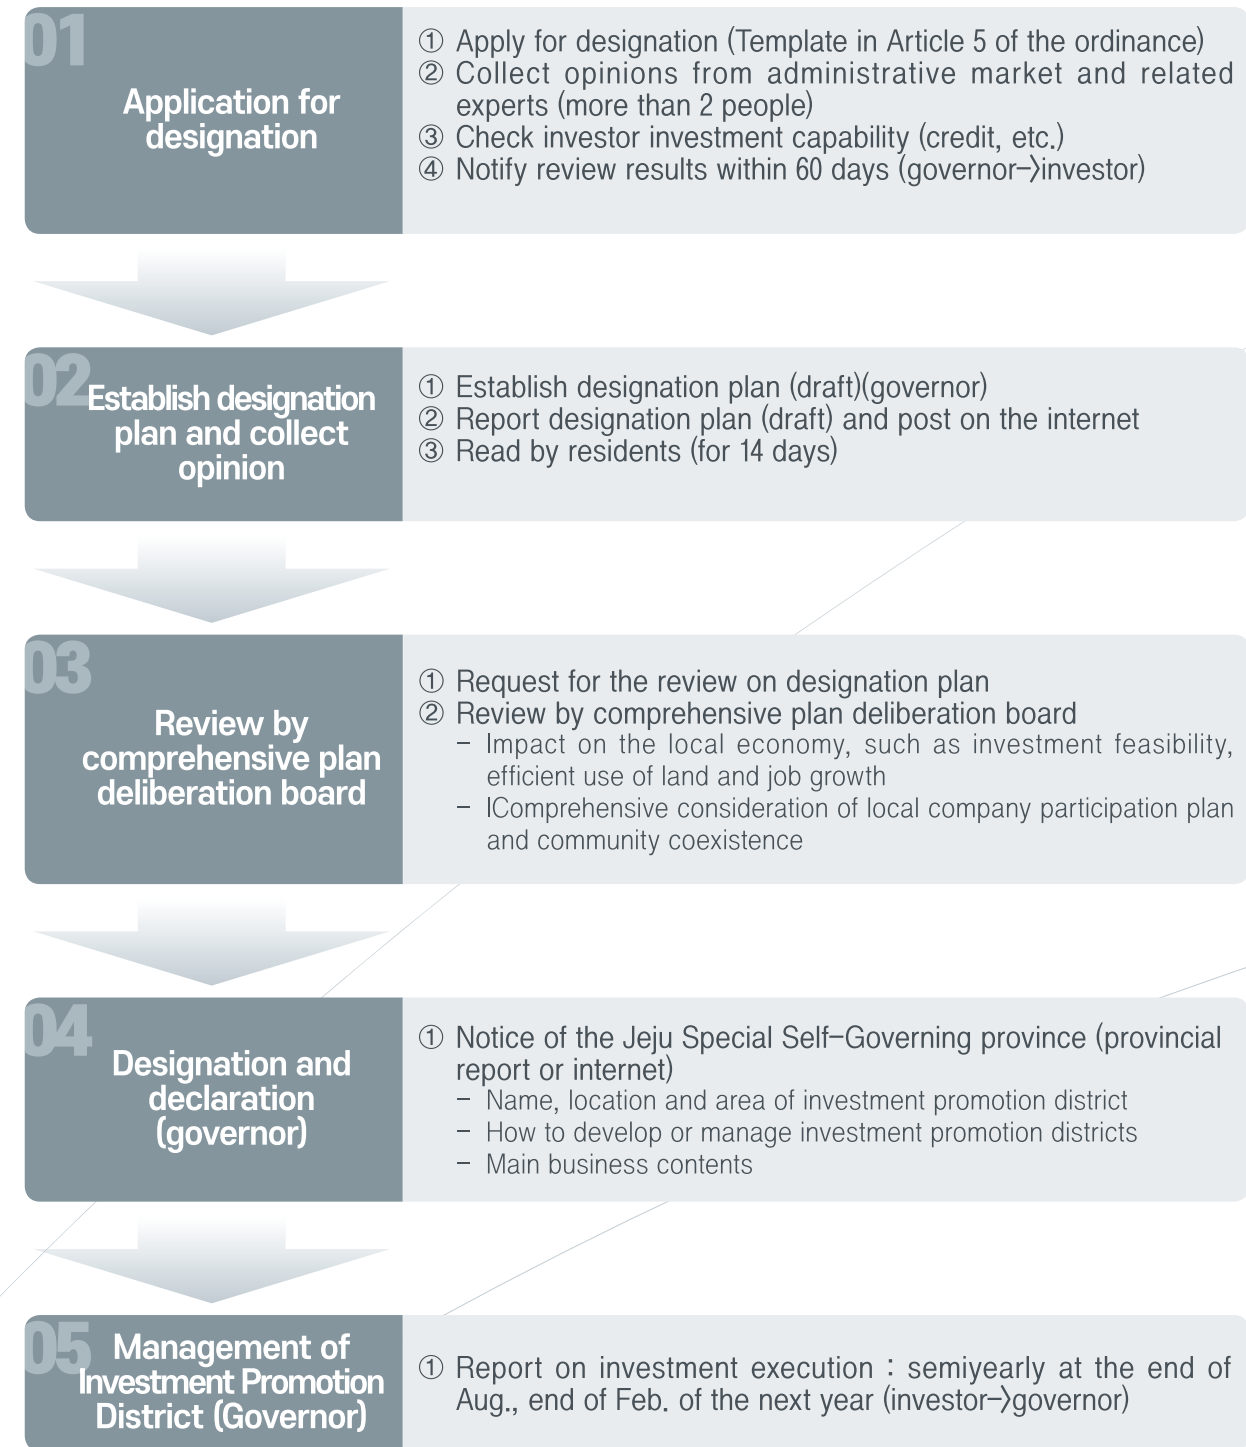 01
Application for
designation
① Apply for designation (Template in Article 5 of the ordinance)
② Collect opinions from administrative market and related
experts (more than 2 people)
③ Check investor investment capability (credit, etc.)
④ Notify review results within 60 days (governor–〉investor)
02
Establish designation
plan and collect
opinion
① Establish designation plan (draft)(governor)
② Report designation plan (draft) and post on the internet
③ Read by residents (for 14 days)
03
Review by
comprehensive plan
deliberation board
① Request for the review on designation plan
② Review by comprehensive plan deliberation board
– Impact on the local economy, such as investment feasibility,
efficient use of land and job growth
– IComprehensive consideration of local company participation plan
and community coexistence
04
Designation and
declaration
(governor)
① Notice of the Jeju Special Self–Governing province (provincial
report or internet)
– Name, location and area of investment promotion district
– How to develop or manage investment promotion districts
– Main business contents
05
Management of
Investment Promotion
District (Governor)
① Report on investment execution : semiyearly at the end of
Aug., end of Feb. of the next year (investor–〉governor)